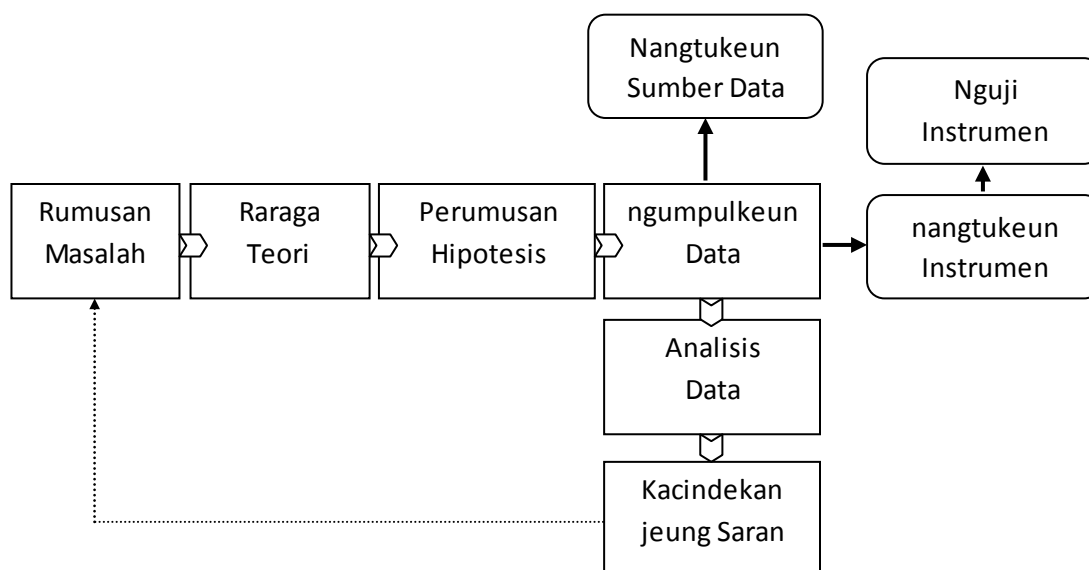 Nangtukeun
Sumber Data
Nguji
Instrumen
Rumusan
Masalah
Raraga
Teori
Perumusan
Hipotesis
ngumpulkeun
Data
nangtukeun
Instrumen
Analisis
Data
Kacindekan
jeung Saran